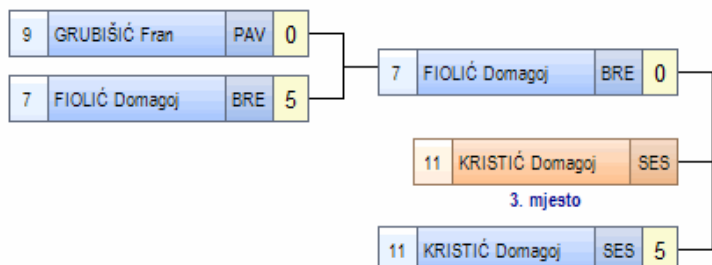 9 GRUBIŠIĆ Fran PAV 0
7 FIOLIĆ Domagoj BRE 5
7 FIOLIĆ Domagoj BRE 0
11 KRISTIĆ Domagoj SES
3. mjesto
11 KRISTIĆ Domagoj SES 5